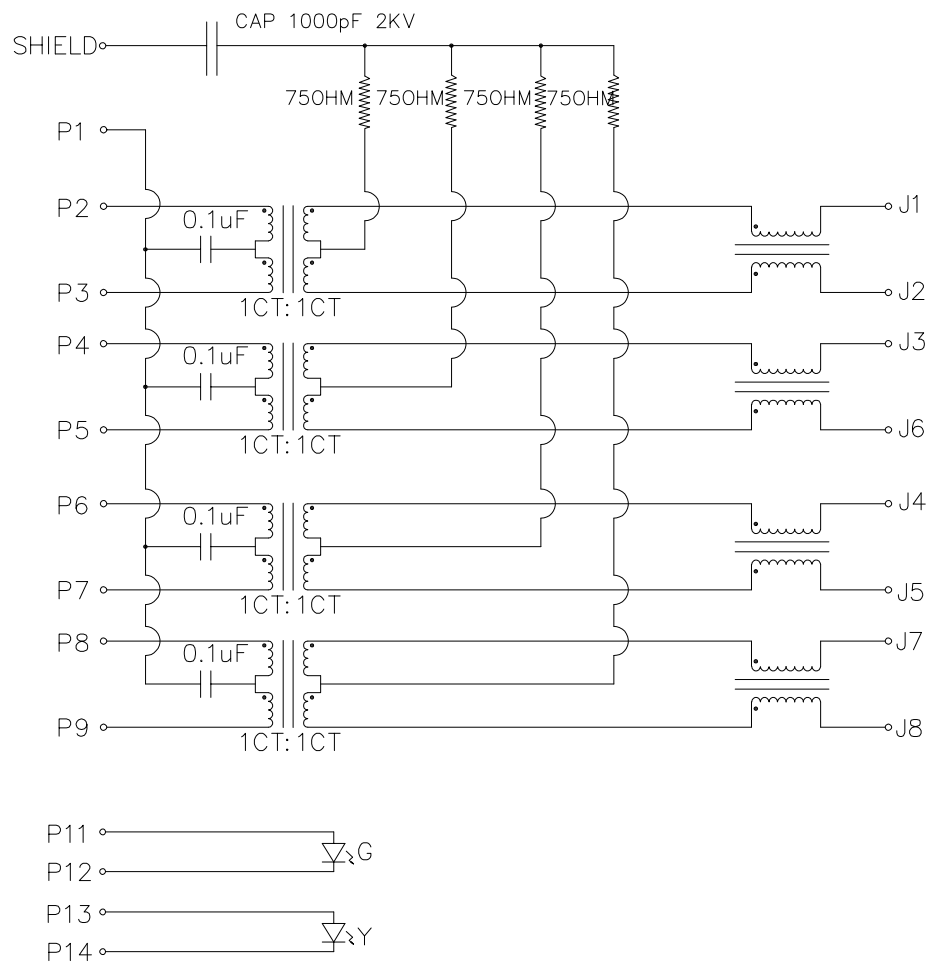 CAP 1000pF 2KV
SHIELD
75OHM 75OHM 75OHM 75OHM
P1
P2 0.1uF J1
P3 J2
1CT:1CT
P4 0.1uF J3
P5 J6
1CT:1CT
P6 0.1uF J4
P7 J5
1CT:1CT
P8 0.1uF J7
P9 J8
1CT:1CT
P11
G
P12
P13
Y
P14